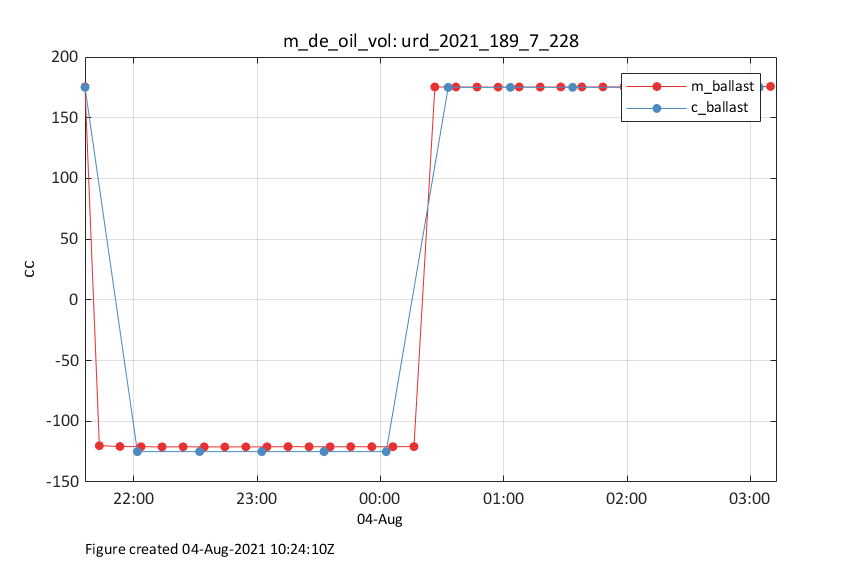 m_de_oil_vol: urd_2021_189_7_228
200
150
100
50
0
-50
-100
-150
cc
m_ballast
c_ballast
22:00 23:00 00:00 01:00 02:00 03:00
04-Aug
Figure created 04-Aug-2021 10:24:10Z